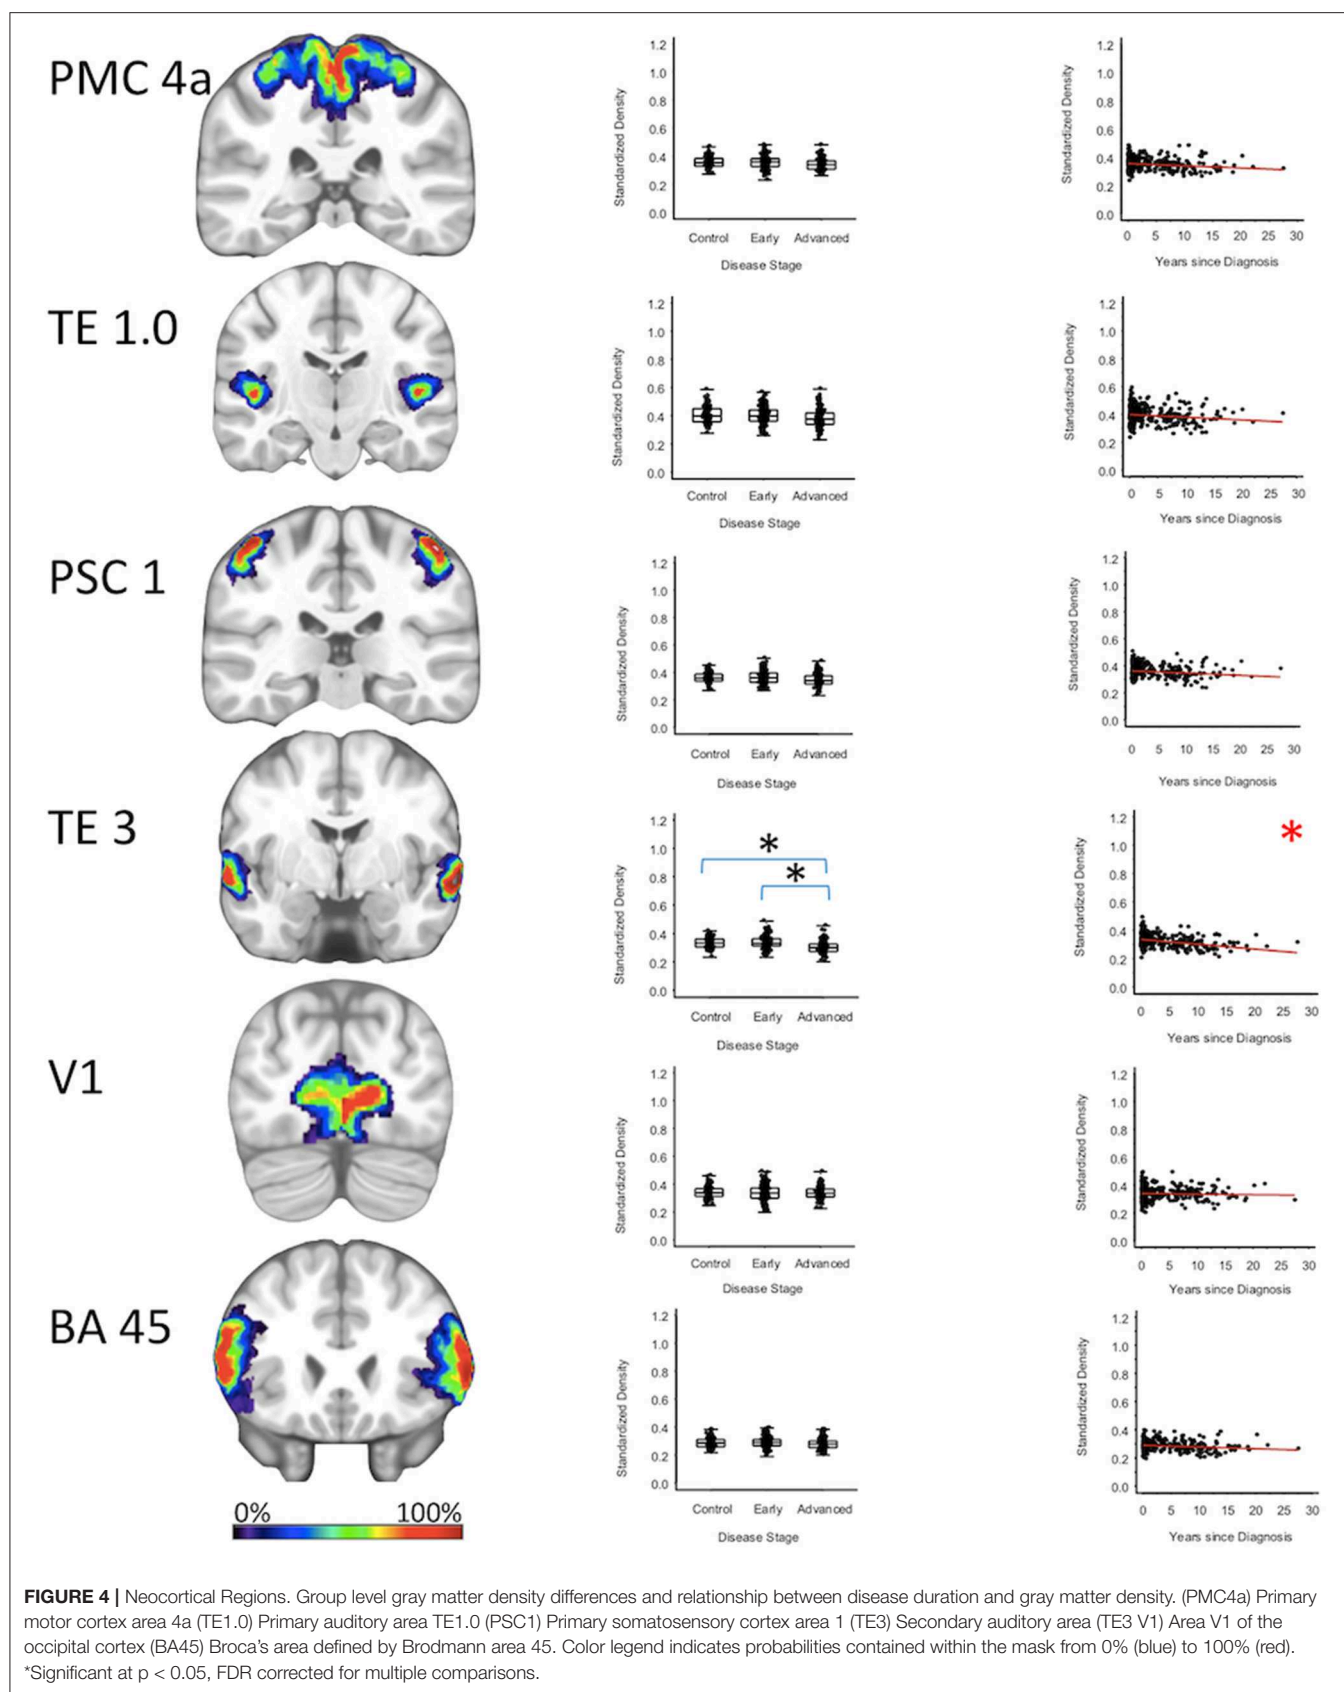 PMC 4a
1.2
1.0
0.8
0.6
0.4
0.2
0.0
Standardized Density
Control Early Advanced
Disease Stage
1.2
1.0
0.8
0.6
0.4
0.2
0.0
Standardized Density
0 5 10 15 20 25 30
Years since Diagnosis
TE 1.0
1.2
1.0
0.8
0.6
0.4
0.2
0.0
Standardized Density
Control Early Advanced
Disease Stage
1.2
1.0
0.8
0.6
0.4
0.2
0.0
Standardized Density
0 5 10 15 20 25 30
Years since Diagnosis
PSC 1
1.2
1.0
0.8
0.6
0.4
0.2
0.0
Standardized Density
Control Early Advanced
Disease Stage
1.2
1.0
0.8
0.6
0.4
0.2
0.0
Standardized Density
0 5 10 15 20 25 30
Years since Diagnosis
TE 3
1.2
1.0
0.8
0.6
0.4
0.2
0.0
Standardized Density
*
*
Control Early Advanced
Disease Stage
1.2
1.0
0.8
0.6
0.4
0.2
0.0
Standardized Density
*
0 5 10 15 20 25 30
Years since Diagnosis
V1
1.2
1.0
0.8
0.6
0.4
0.2
0.0
Standardized Density
Control Early Advanced
Disease Stage
1.2
1.0
0.8
0.6
0.4
0.2
0.0
Standardized Density
0 5 10 15 20 25 30
Years since Diagnosis
BA 45
1.2
1.0
0.8
0.6
0.4
0.2
0.0
Standardized Density
Control Early Advanced
Disease Stage
1.2
1.0
0.8
0.6
0.4
0.2
0.0
Standardized Density
0 5 10 15 20 25 30
Years since Diagnosis
0% 100%
FIGURE 4 | Neocortical Regions. Group level gray matter density differences and relationship between disease duration and gray matter density. (PMC4a) Primary
motor cortex area 4a (TE1.0) Primary auditory area TE1.0 (PSC1) Primary somatosensory cortex area 1 (TE3) Secondary auditory area (TE3 V1) Area V1 of the
occipital cortex (BA45) Broca's area defined by Brodmann area 45. Color legend indicates probabilities contained within the mask from 0% (blue) to 100% (red).
*Significant at p < 0.05, FDR corrected for multiple comparisons.